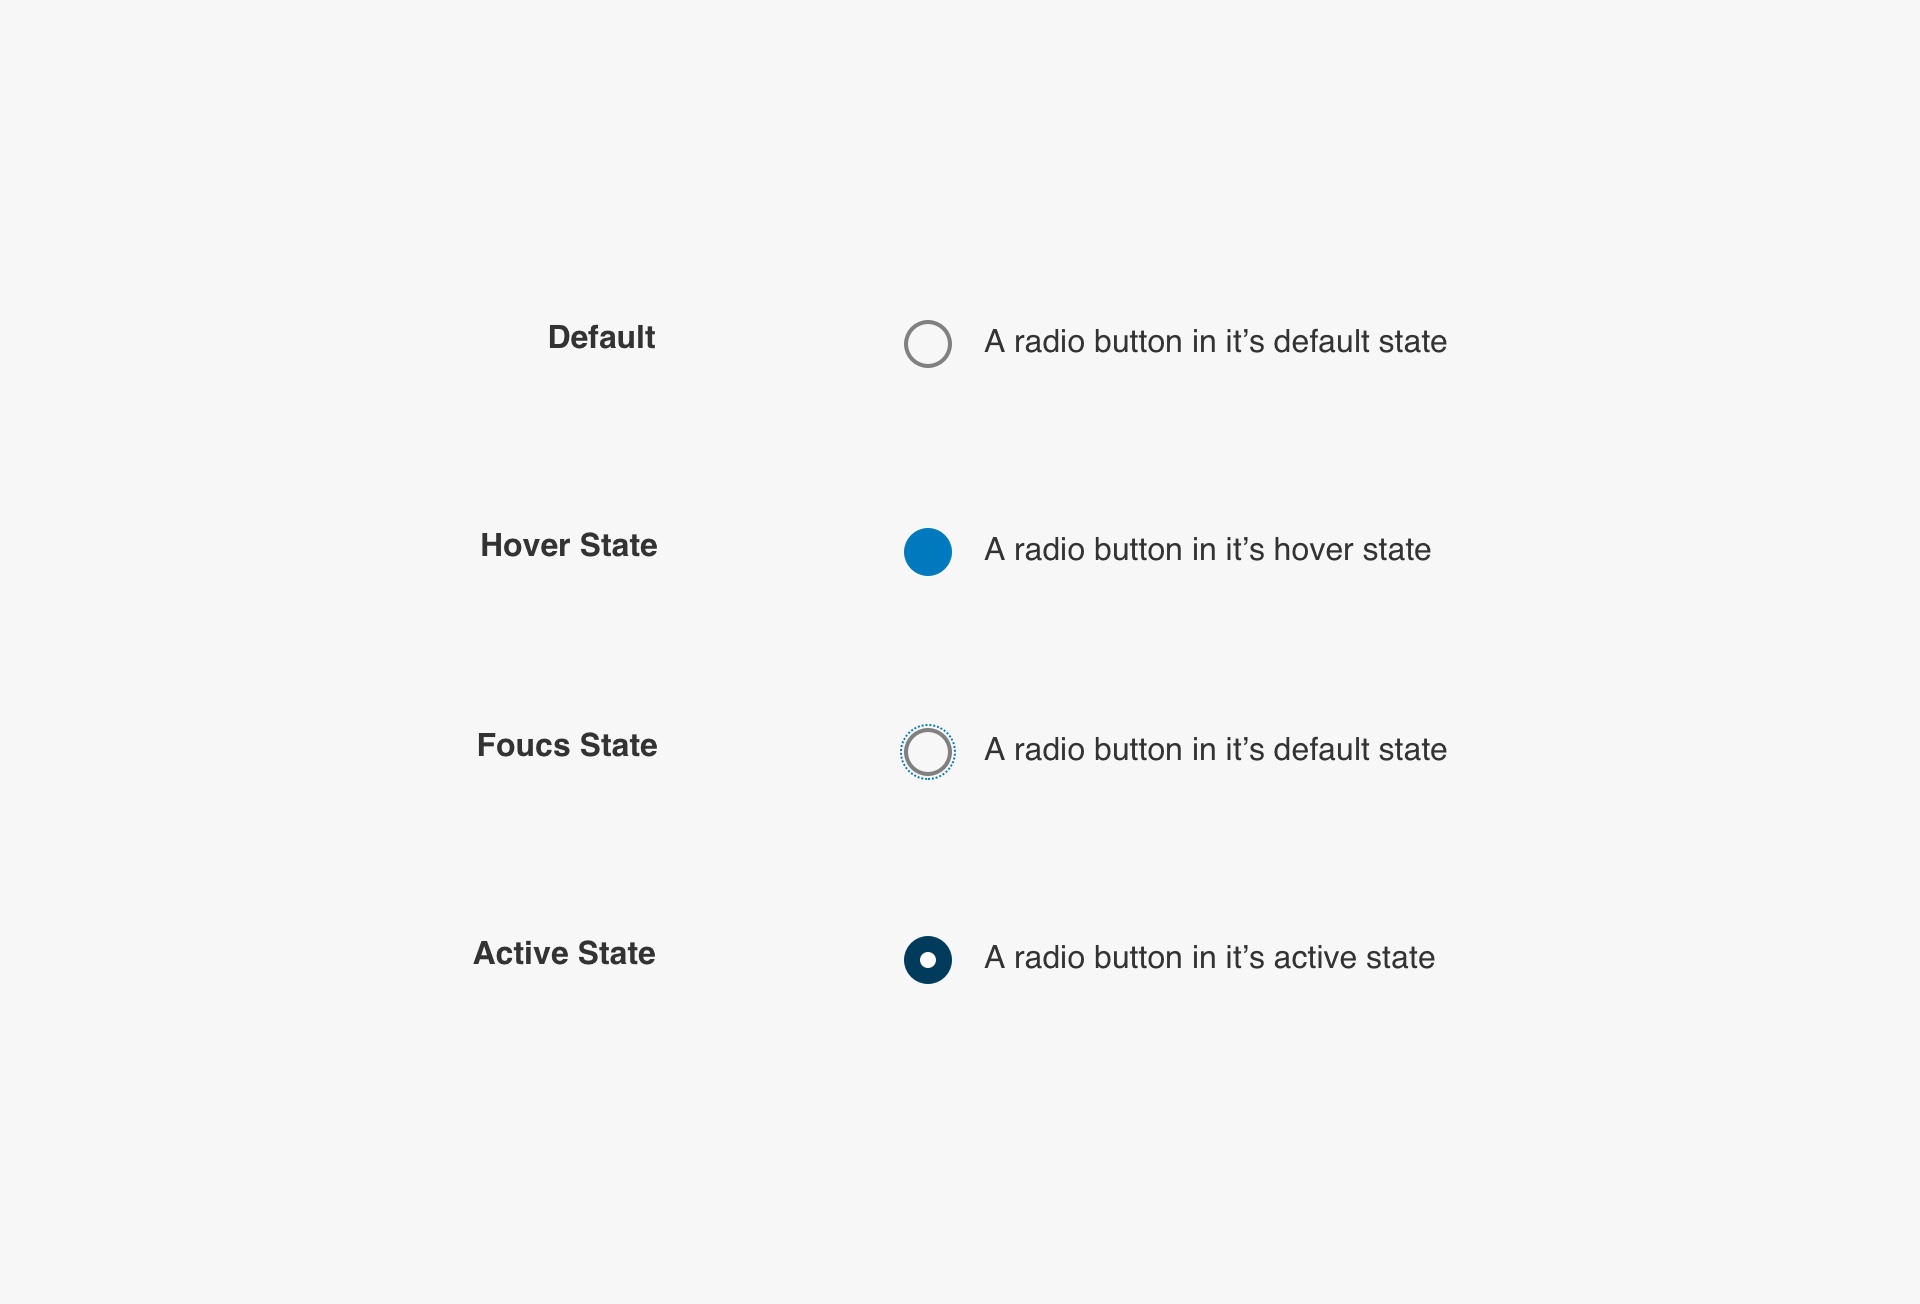 Default
A radio button in it’s default state
Hover State
A radio button in it’s hover state
Foucs State
A radio button in it’s default state
Active State
A radio button in it’s active state